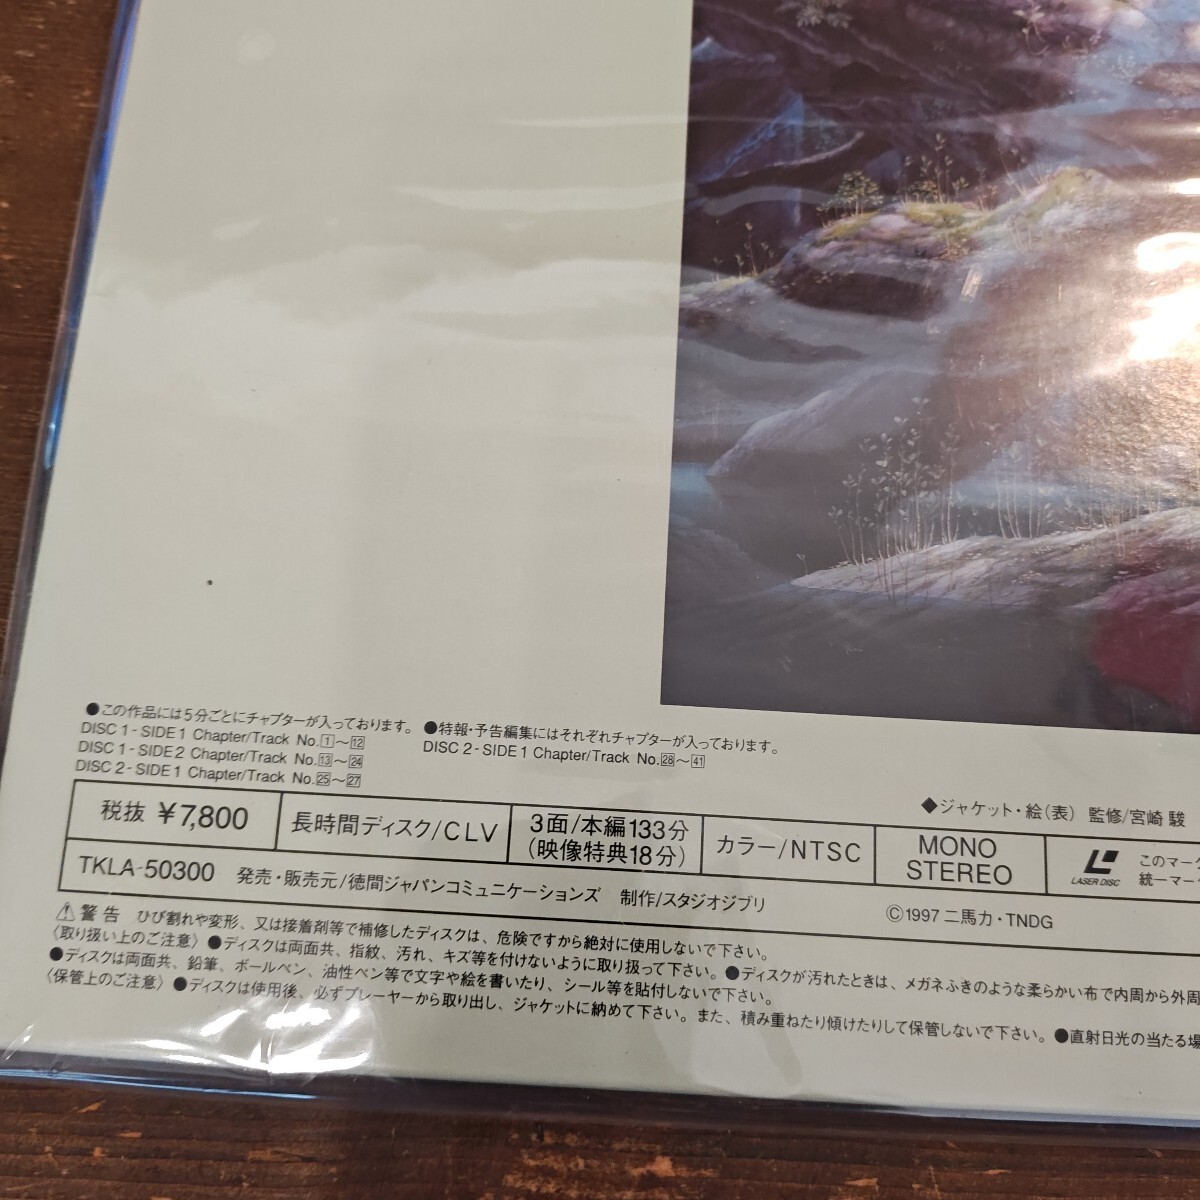 ●この作品には5分ごとにチャプターが入っております。
DISC 1 - SIDE 1 Chapter/Track No.1～12
DISC 1 - SIDE 2 Chapter/Track No.13～24
DISC 2 - SIDE 1 Chapter/Track No.25～27
●特報・予告編集にはそれぞれチャプターが入っております。
DISC 2 - SIDE 1 Chapter/Track No.28～41
◆ジャケット・絵(表) 監修/宮崎 駿
税抜 ¥7,800
長時間ディスク/CLV
3面/本編133分
(映像特典18分)
カラー/NTSC
MONO
STEREO
LASER DISC
このマーク
統一マー
TKLA-50300 発売・販売元/徳間ジャパンコミュニケーションズ 制作/スタジオジブリ
©1997 二馬力・TNDG
⚠警告 ひび割れや変形、又は接着剤等で補修したディスクは、危険ですから絶対に使用しないで下さい。
〈取り扱い上のご注意〉●ディスクは両面共、指紋、汚れ、キズ等を付けないように取り扱って下さい。●ディスクが汚れたときは、メガネふきのような柔らかい布で内周から外周
●ディスクは両面共、鉛筆、ボールペン、油性ペン等で文字や絵を書いたり、シール等を貼付しないで下さい。
〈保管上のご注意〉●ディスクは使用後、必ずプレーヤーから取り出し、ジャケットに納めて下さい。また、積み重ねたり傾けたりして保管しないで下さい。●直射日光の当たる場